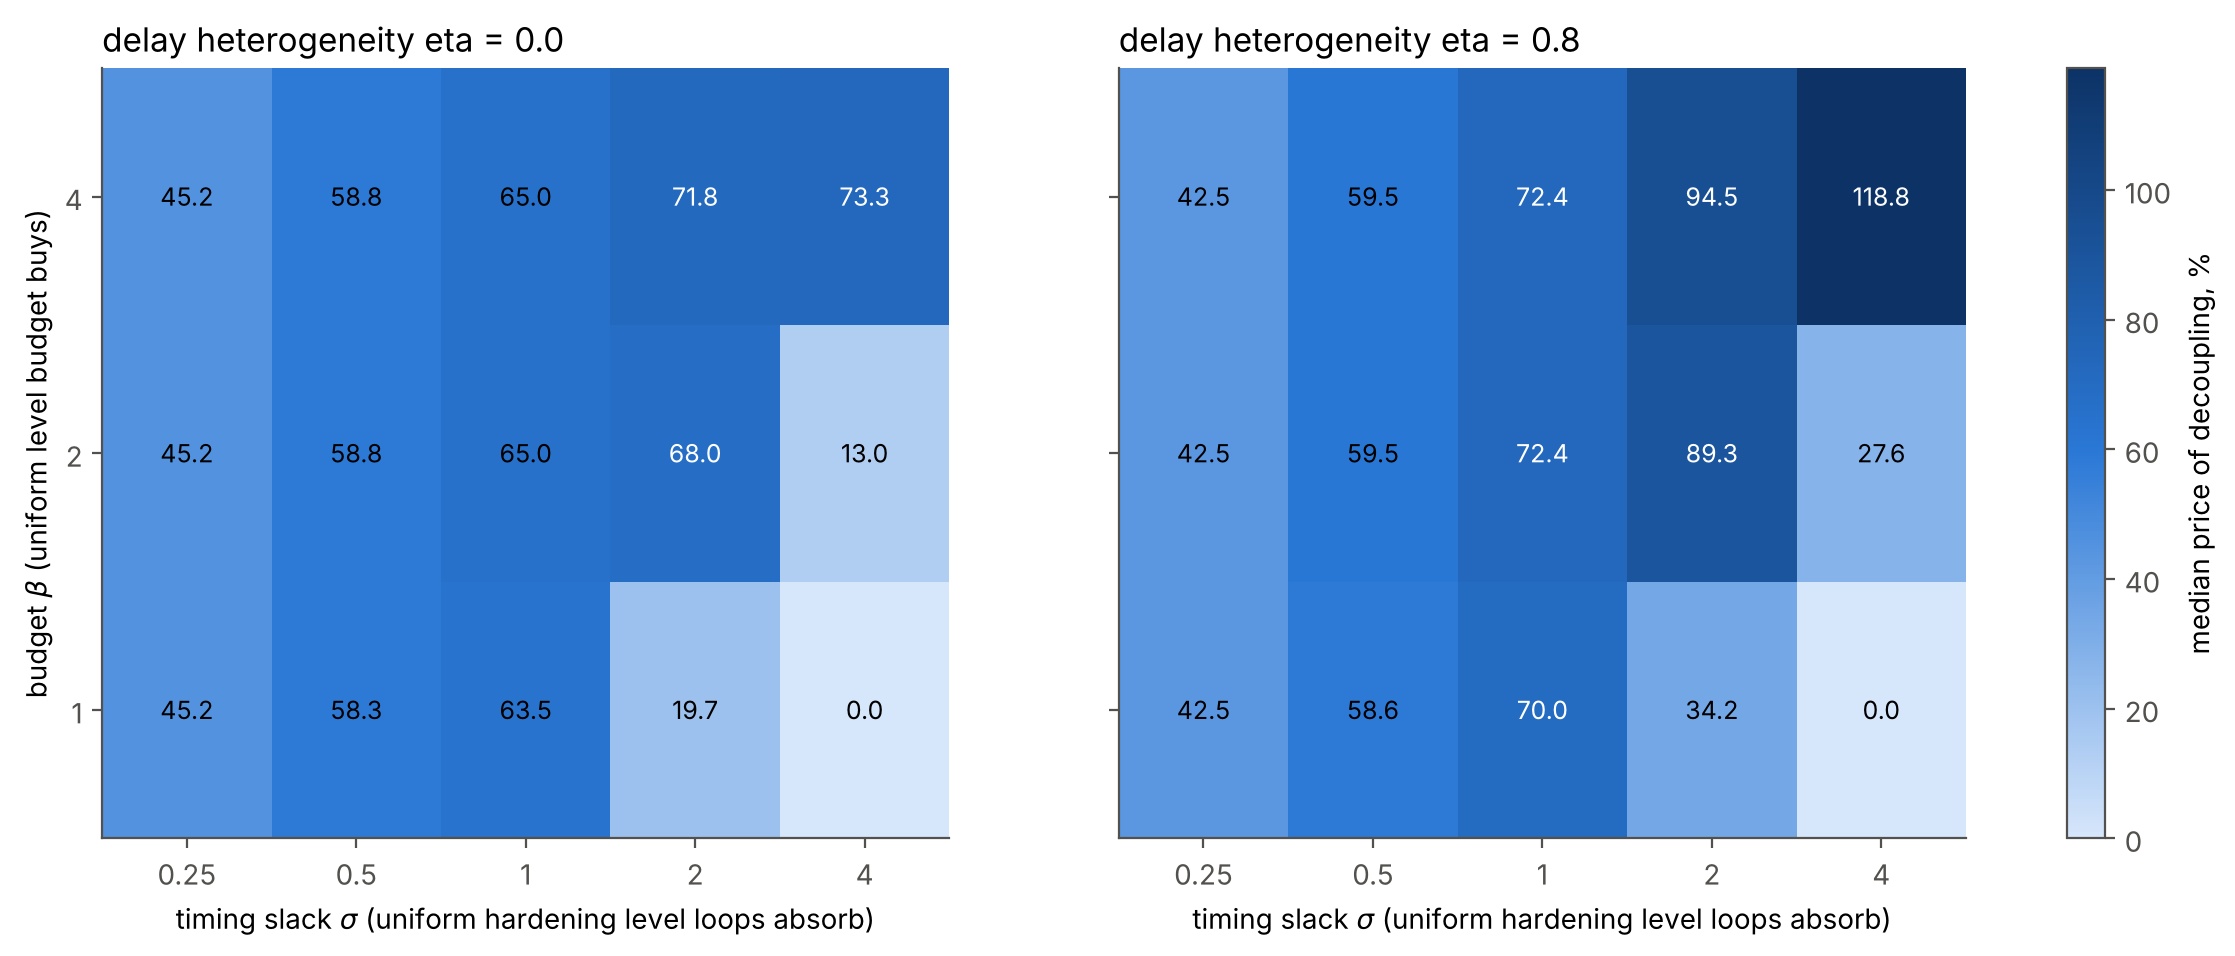 delay heterogeneity eta = 0.0
delay heterogeneity eta = 0.8
budget β (uniform level budget buys)
4
45.2 58.8 65.0 71.8 73.3
2
45.2 58.8 65.0 68.0 13.0
1
45.2 58.3 63.5 19.7 0.0
0.25 0.5 1 2 4
timing slack σ (uniform hardening level loops absorb)
42.5 59.5 72.4 94.5 118.8
42.5 59.5 72.4 89.3 27.6
42.5 58.6 70.0 34.2 0.0
0.25 0.5 1 2 4
timing slack σ (uniform hardening level loops absorb)
100
80
60
40
20
0
median price of decoupling, %